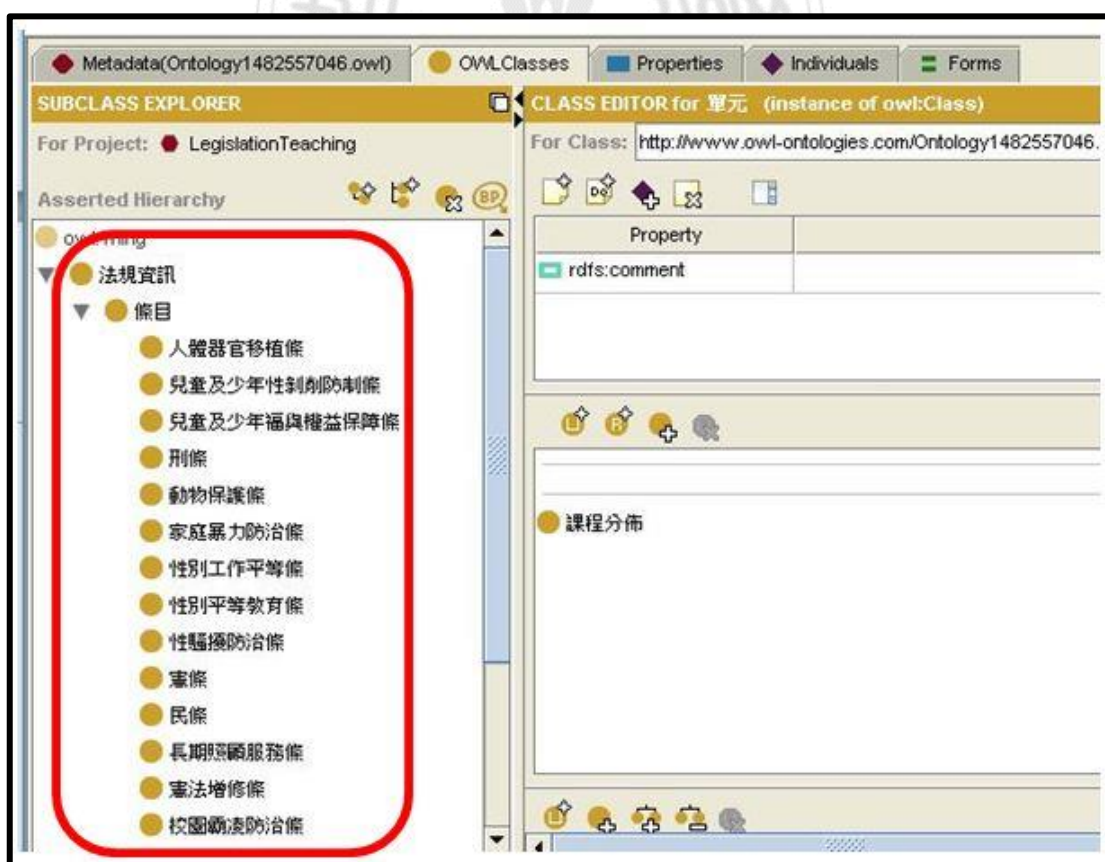 Metadata(Ontology1482557046.owl) OWLClasses Properties Individuals Forms
SUBCLASS EXPLORER
For Project: LegislationTeaching
Asserted Hierarchy
法規資訊
條目
人體器官移植條
兒童及少年性剝削防制條
兒童及少年福與權益保障條
刑條
動物保護條
家庭暴力防治條
性別工作平等條
性別平等教育條
性騷擾防治條
憲條
民條
長期照顧服務條
憲法增修條
校園霸凌防治條
CLASS EDITOR for 單元 (instance of owl:Class)
For Class: http://www.owl-ontologies.com/Ontology1482557046.
Property
rdfs:comment
課程分佈